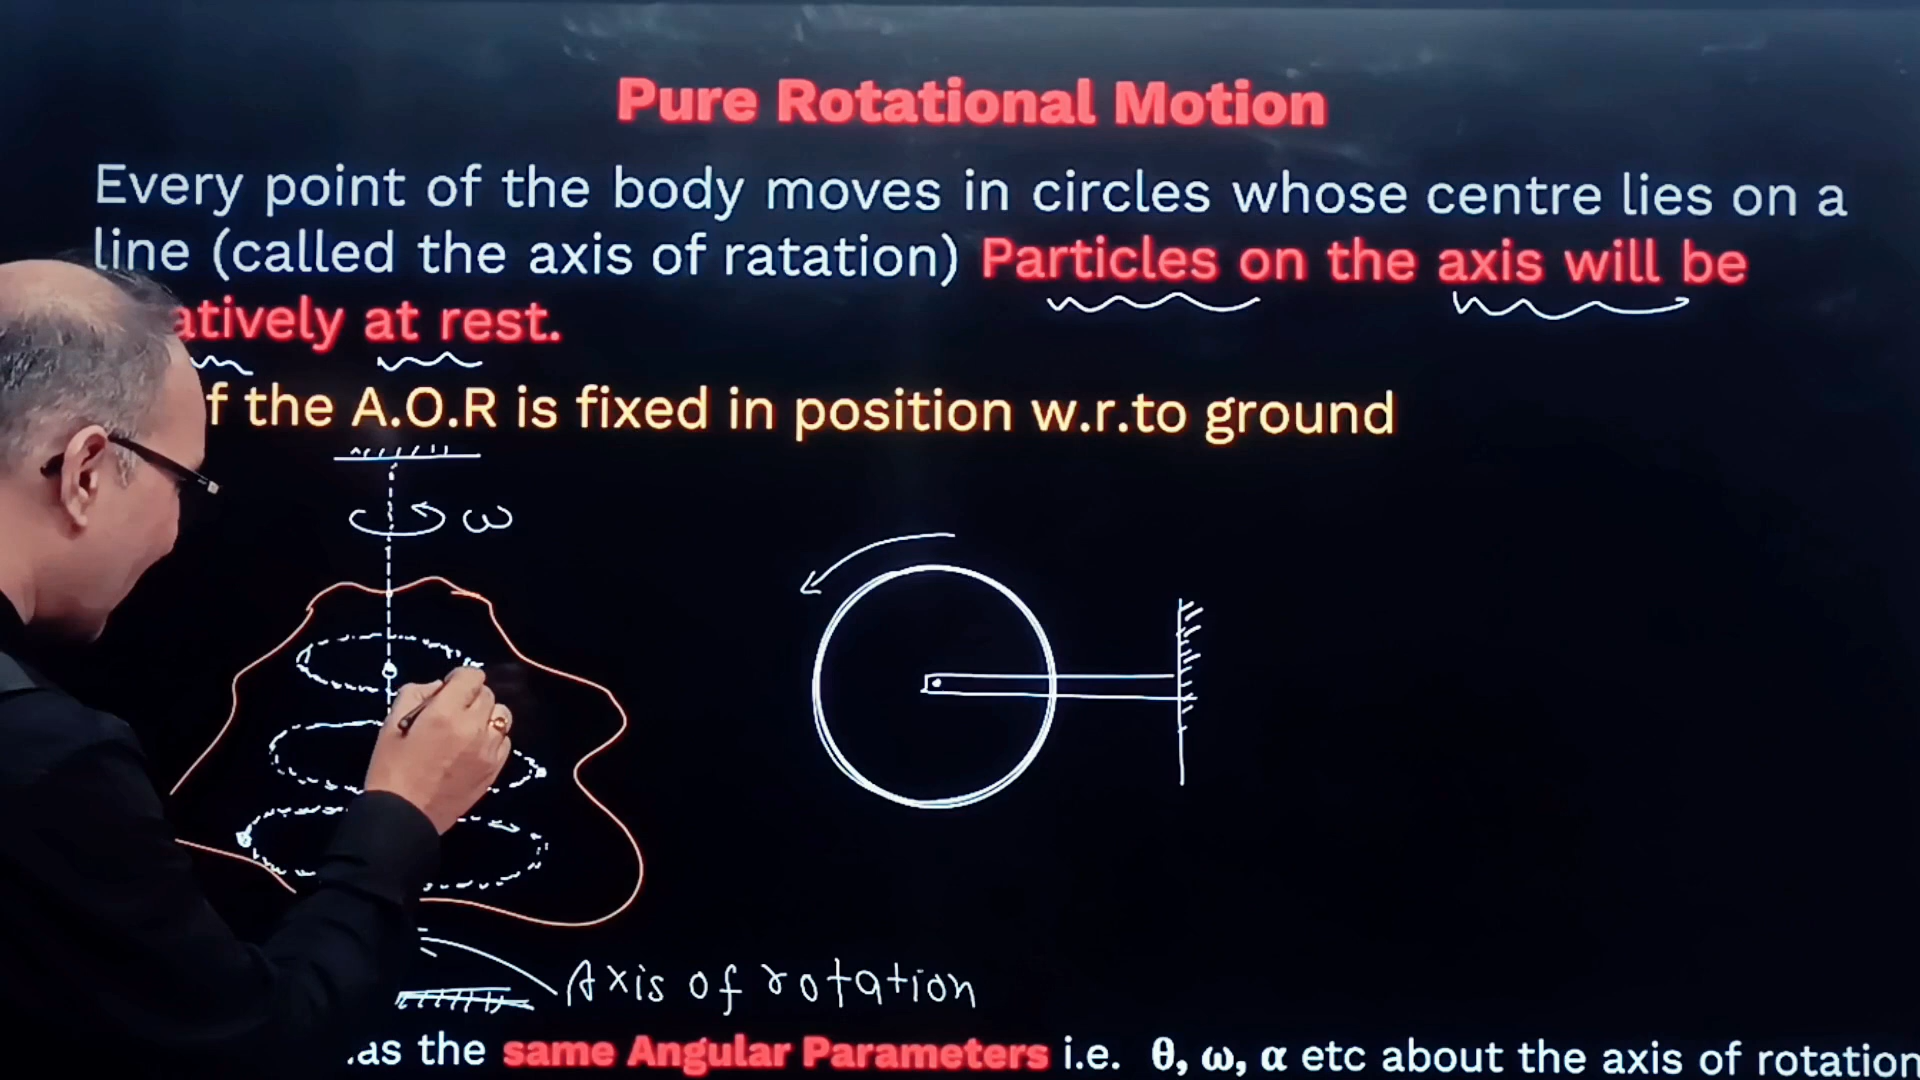 Pure Rotational Motion
Every point of the body moves in circles whose centre lies on a
line (called the axis of ratation) Particles on the axis will be
atively at rest.
f the A.O.R is fixed in position w.r.to ground
ω
Axis of rotation
as the same Angular Parameters i.e. θ, ω, α etc about the axis of rotation